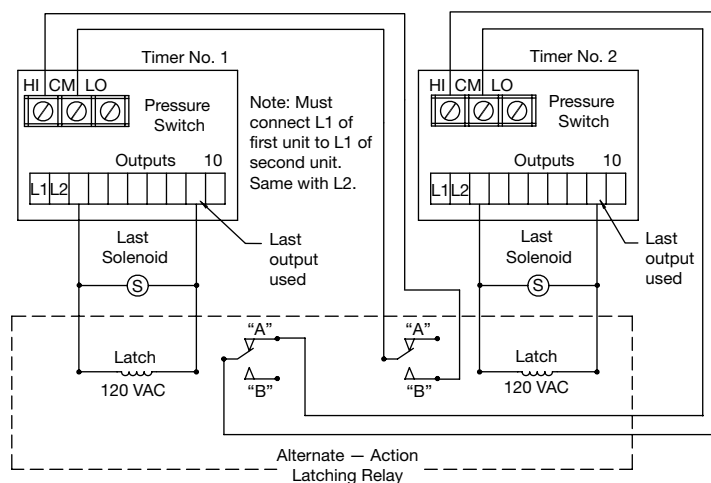 Timer No. 1
HI CM LO
Pressure
Switch
Outputs 10
L1 L2
Note: Must
connect L1 of
first unit to L1 of
second unit.
Same with L2.
Last
Solenoid
S
Last
output
used
Timer No. 2
HI CM LO
Pressure
Switch
Outputs 10
L1 L2
Last
Solenoid
S
Last
output
used
Latch
120 VAC
“A”
“B”
“A”
“B”
Latch
120 VAC
Alternate — Action
Latching Relay